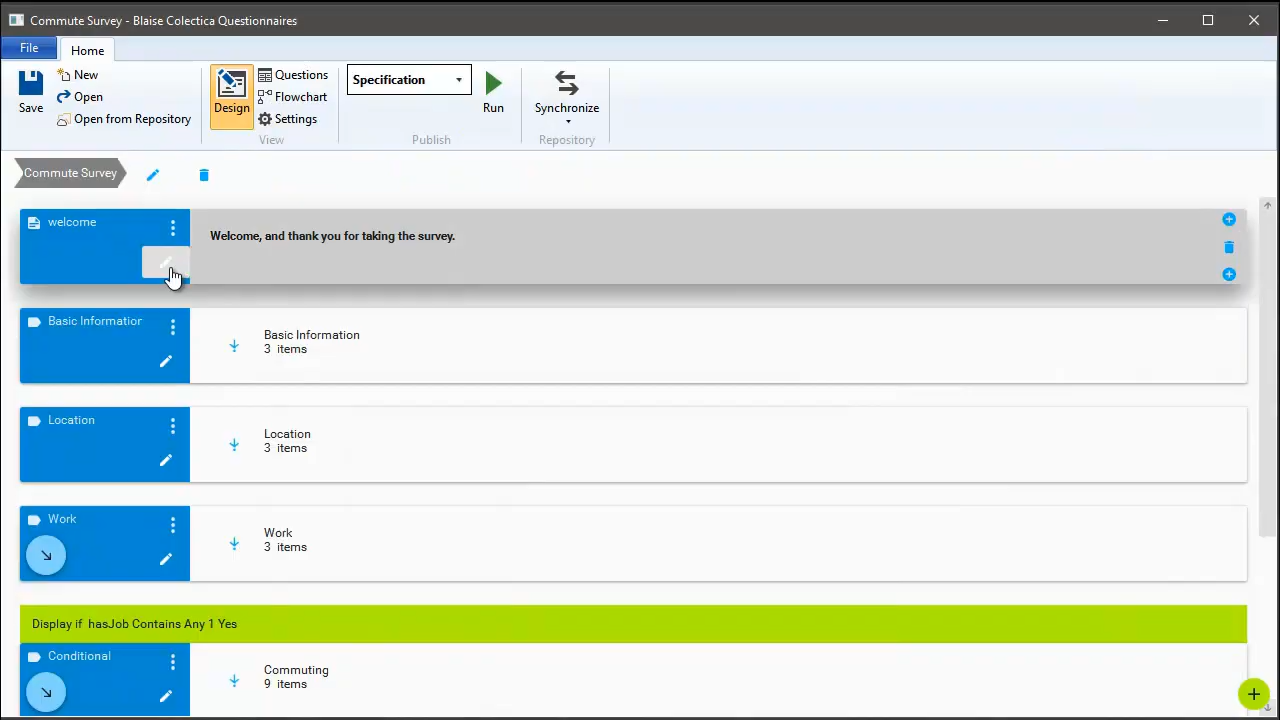 Commute Survey - Blaise Colectica Questionnaires
File
Home
Save
New
Open
Open from Repository
Design
Questions
Flowchart
Settings
View
Specification
Run
Publish
Synchronize
Repository
Commute Survey
welcome
Welcome, and thank you for taking the survey.
Basic Information
Basic Information
3 items
Location
Location
3 items
Work
Work
3 items
Display if hasJob Contains Any 1 Yes
Conditional
Commuting
9 items